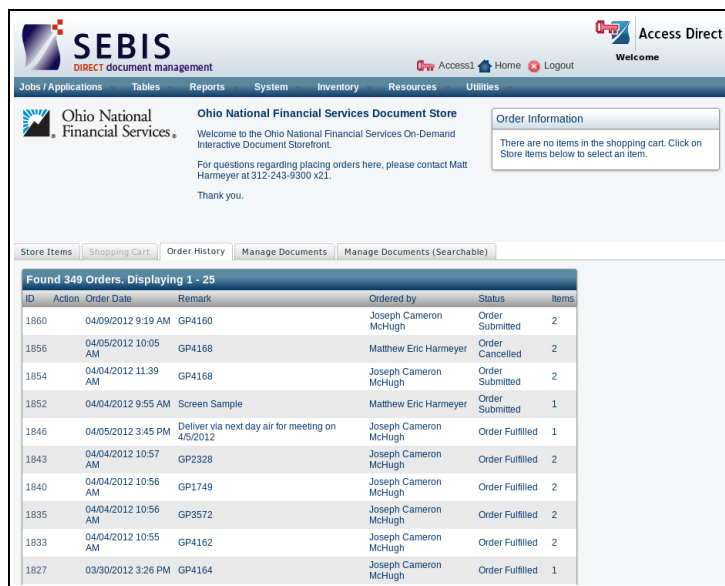 SEBIS
DIRECT document management
Access Direct
Welcome
Access1 Home Logout
Jobs / Applications Tables Reports System Inventory Resources Utilities
Ohio National
Financial Services.
Ohio National Financial Services Document Store
Welcome to the Ohio National Financial Services On-Demand
Interactive Document Storefront.
For questions regarding placing orders here, please contact Matt
Harmeyer at 312-243-9300 x21.
Thank you.
Order Information
There are no items in the shopping cart. Click on
Store Items below to select an item.
Store Items Shopping Cart Order History Manage Documents Manage Documents (Searchable)
Found 349 Orders. Displaying 1 - 25
ID Action Order Date Remark Ordered by Status Items
1860 04/09/2012 9:19 AM GP4160 Joseph Cameron Order 2
McHugh Submitted
1856 04/05/2012 10:05 GP4168 Matthew Eric Harmeyer Order 2
AM Cancelled
1854 04/04/2012 11:39 GP4168 Joseph Cameron Order 2
AM McHugh Submitted
1852 04/04/2012 9:55 AM Screen Sample Matthew Eric Harmeyer Order 1
Submitted
1846 04/05/2012 3:45 PM Deliver via next day air for meeting on Joseph Cameron Order Fulfilled 1
4/5/2012 McHugh
1843 04/04/2012 10:57 GP2328 Joseph Cameron Order Fulfilled 2
AM McHugh
1840 04/04/2012 10:56 GP1749 Joseph Cameron Order Fulfilled 2
AM McHugh
1835 04/04/2012 10:56 GP3572 Joseph Cameron Order Fulfilled 2
AM McHugh
1833 04/04/2012 10:55 GP4162 Joseph Cameron Order Fulfilled 2
AM McHugh
1827 03/30/2012 3:26 PM GP4164 Joseph Cameron Order Fulfilled 1
McHugh